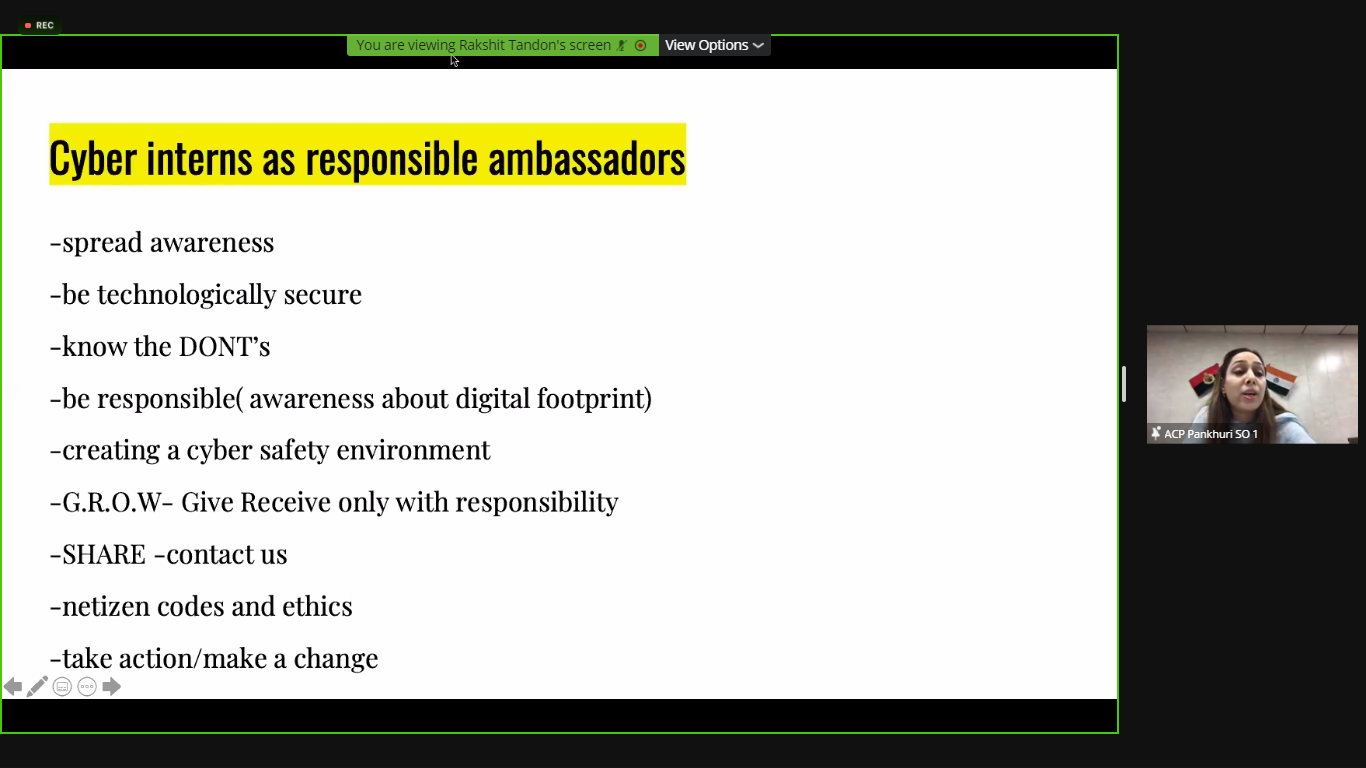 REC
You are viewing Rakshit Tandon's screen
View Options
Cyber interns as responsible ambassadors
-spread awareness
-be technologically secure
-know the DONT’s
-be responsible( awareness about digital footprint)
-creating a cyber safety environment
-G.R.O.W- Give Receive only with responsibility
-SHARE -contact us
-netizen codes and ethics
-take action/make a change
ACP Pankhuri SO 1